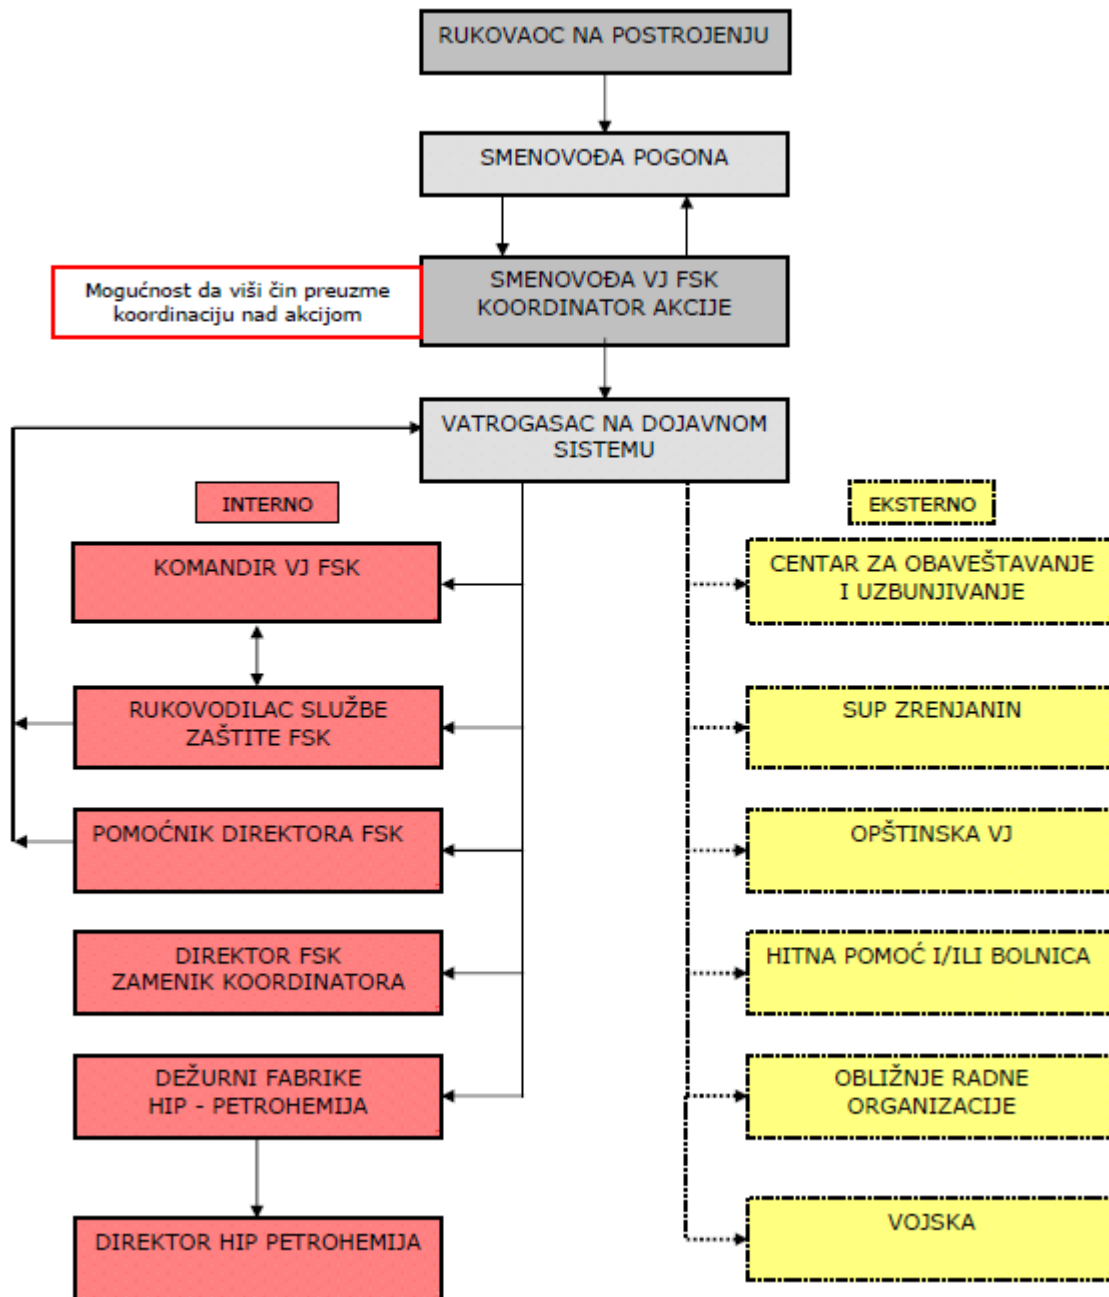 RUKOVAOC NA POSTROJENJU
SMENOVOĐA POGONA
Mogućnost da viši čin preuzme
koordinaciju nad akcijom
SMENOVOĐA VJ FSK
KOORDINATOR AKCIJE
VATROGASAC NA DOJAVNOM
SISTEMU
INTERNO
KOMANDIR VJ FSK
RUKOVODILAC SLUŽBE
ZAŠTITE FSK
POMOĆNIK DIREKTORA FSK
DIREKTOR FSK
ZAMENIK KOORDINATORA
DEŽURNI FABRIKE
HIP - PETROHEMIJA
DIREKTOR HIP PETROHEMIJA
EKSTERNO
CENTAR ZA OBAVEŠTAVANJE
I UZBUNJIVANJE
SUP ZRENJANIN
OPŠTINSKA VJ
HITNA POMOĆ I/ILI BOLNICA
OBLIŽNJE RADNE
ORGANIZACIJE
VOJSKA